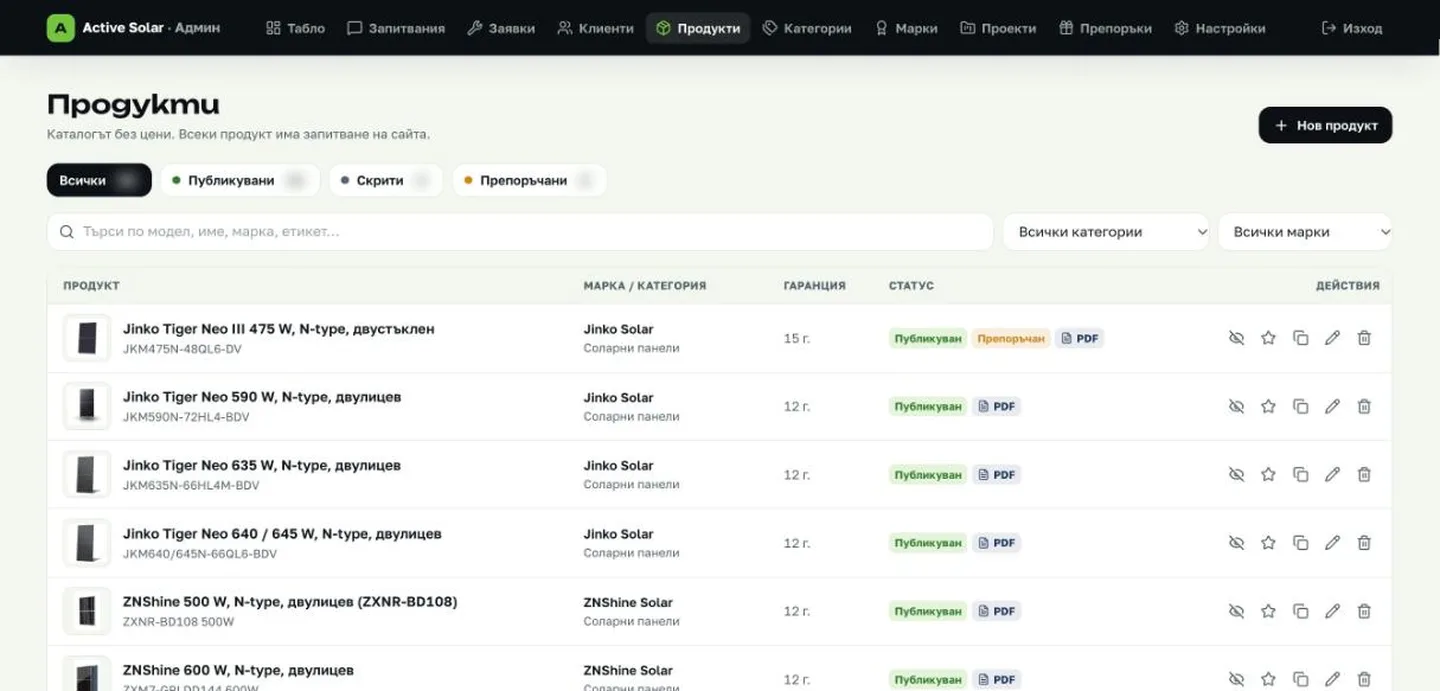 A Active Solar · Админ Табло Запитвания Заявки Клиенти Продукти Категории Марки Проекти Препоръки Настройки Изход
Продукти
Каталогът без цени. Всеки продукт има запитване на сайта.
Нов продукт
Всички Публикувани Скрити Препоръчани
Търси по модел, име, марка, етикет...
Всички категории
Всички марки
ПРОДУКТ МАРКА / КАТЕГОРИЯ ГАРАНЦИЯ СТАТУС ДЕЙСТВИЯ
Jinko Tiger Neo III 475 W, N-type, двустъклен
JKM475N-48QL6-DV
Jinko Solar
Соларни панели
15 г.
Публикуван Препоръчан PDF
Jinko Tiger Neo 590 W, N-type, двулицев
JKM590N-72HL4-BDV
Jinko Solar
Соларни панели
12 г.
Публикуван PDF
Jinko Tiger Neo 635 W, N-type, двулицев
JKM635N-66HL4M-BDV
Jinko Solar
Соларни панели
12 г.
Публикуван PDF
Jinko Tiger Neo 640 / 645 W, N-type, двулицев
JKM640/645N-66QL6-BDV
Jinko Solar
Соларни панели
12 г.
Публикуван PDF
ZNShine 500 W, N-type, двулицев (ZXNR-BD108)
ZXNR-BD108 500W
ZNShine Solar
Соларни панели
12 г.
Публикуван PDF
ZNShine 600 W, N-type, двулицев
ZNShine Solar
Соларни панели
12 г.
Публикуван PDF